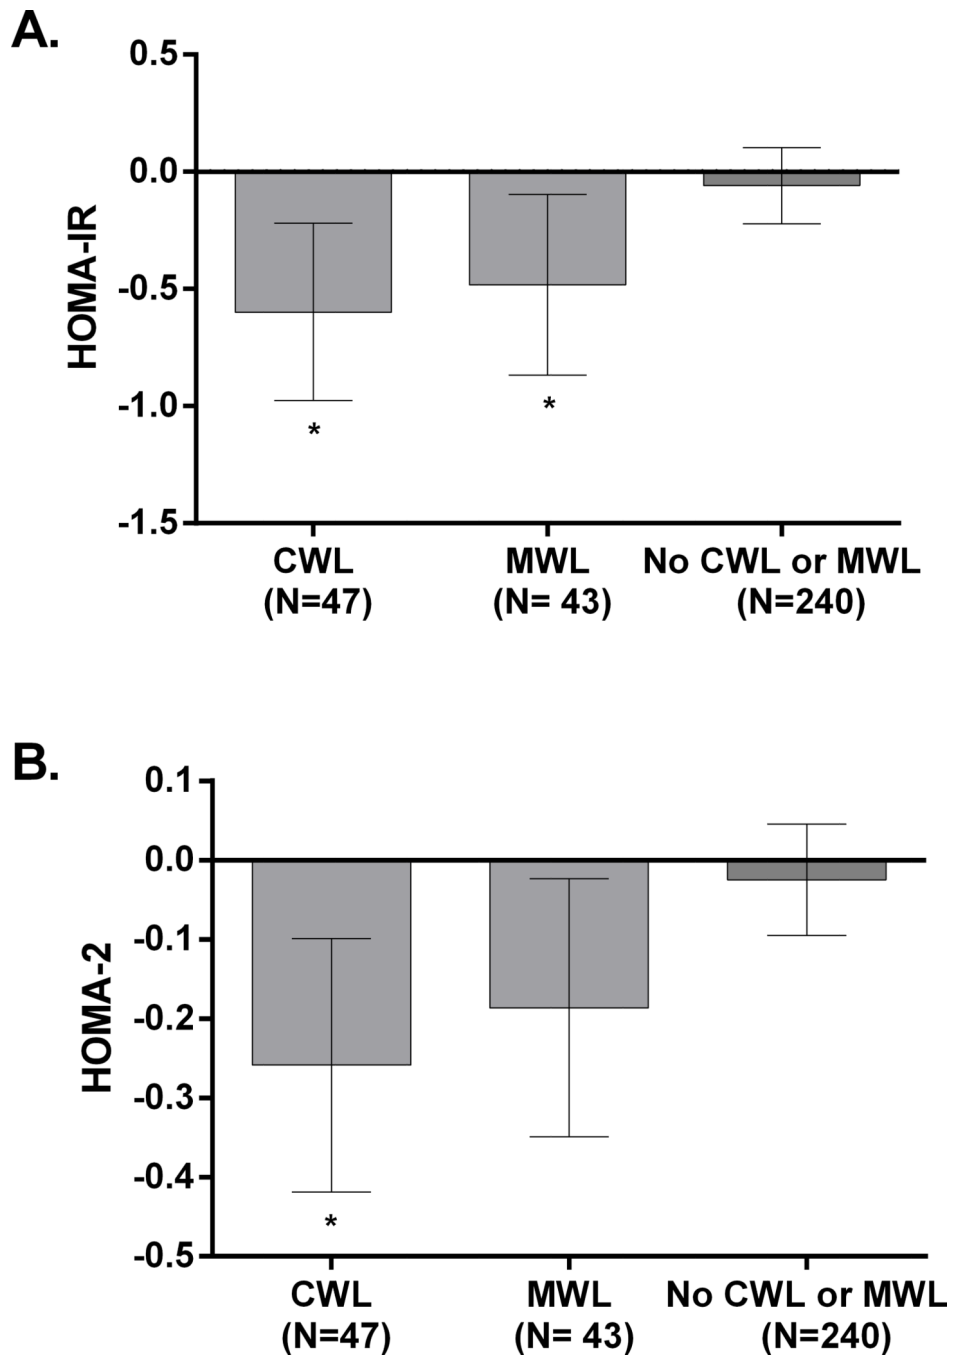 A.
0.5
0.0
-0.5
-1.0
-1.5
HOMA-IR
*
*
CWL
(N=47)
MWL
(N= 43)
No CWL or MWL
(N=240)
B.
0.1
0.0
-0.1
-0.2
-0.3
-0.4
-0.5
HOMA-2
*
CWL
(N=47)
MWL
(N= 43)
No CWL or MWL
(N=240)